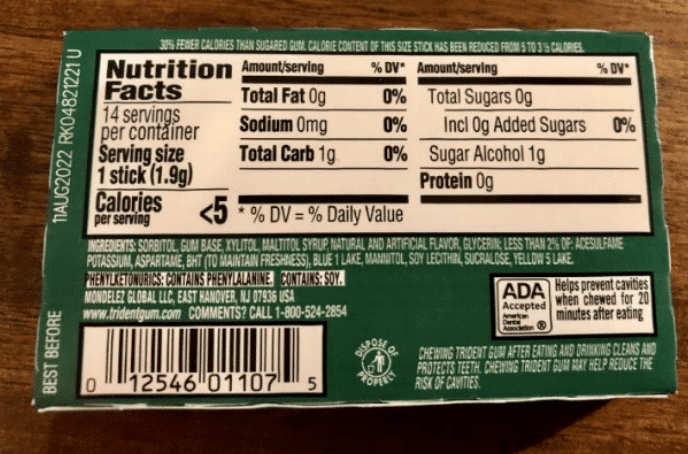 30% FEWER CALORIES THAN SUGARED GUM. CALORIE CONTENT OF THIS SIZE STICK HAS BEEN REDUCED FROM 5 TO 3 ½ CALORIES.
Nutrition
Facts
14 servings
per container
Serving size
1 stick (1.9g)
Calories
per serving
<5
Amount/serving % DV*
Total Fat 0g 0%
Sodium 0mg 0%
Total Carb 1g 0%
Amount/serving % DV*
Total Sugars 0g
Incl 0g Added Sugars 0%
Sugar Alcohol 1g
Protein 0g
* % DV = % Daily Value
INGREDIENTS: SORBITOL, GUM BASE, XYLITOL, MALTITOL SYRUP, NATURAL AND ARTIFICIAL FLAVOR, GLYCERIN; LESS THAN 2% OF: ACESULFAME
POTASSIUM, ASPARTAME, BHT (TO MAINTAIN FRESHNESS), BLUE 1 LAKE, MANNITOL, SOY LECITHIN, SUCRALOSE, YELLOW 5 LAKE.
PHENYLKETONURICS: CONTAINS PHENYLALANINE. CONTAINS: SOY.
MONDELEZ GLOBAL LLC, EAST HANOVER, NJ 07936 USA
www.tridentgum.com COMMENTS? CALL 1-800-524-2854
ADA
Accepted
American
Dental
Association ®
Helps prevent cavities
when chewed for 20
minutes after eating
0 12546 01107 5
DISPOSE OF
PROPERLY
CHEWING TRIDENT GUM AFTER EATING AND DRINKING CLEANS AND
PROTECTS TEETH. CHEWING TRIDENT GUM MAY HELP REDUCE THE
RISK OF CAVITIES.
BEST BEFORE
11AUG2022 RK04821221 U